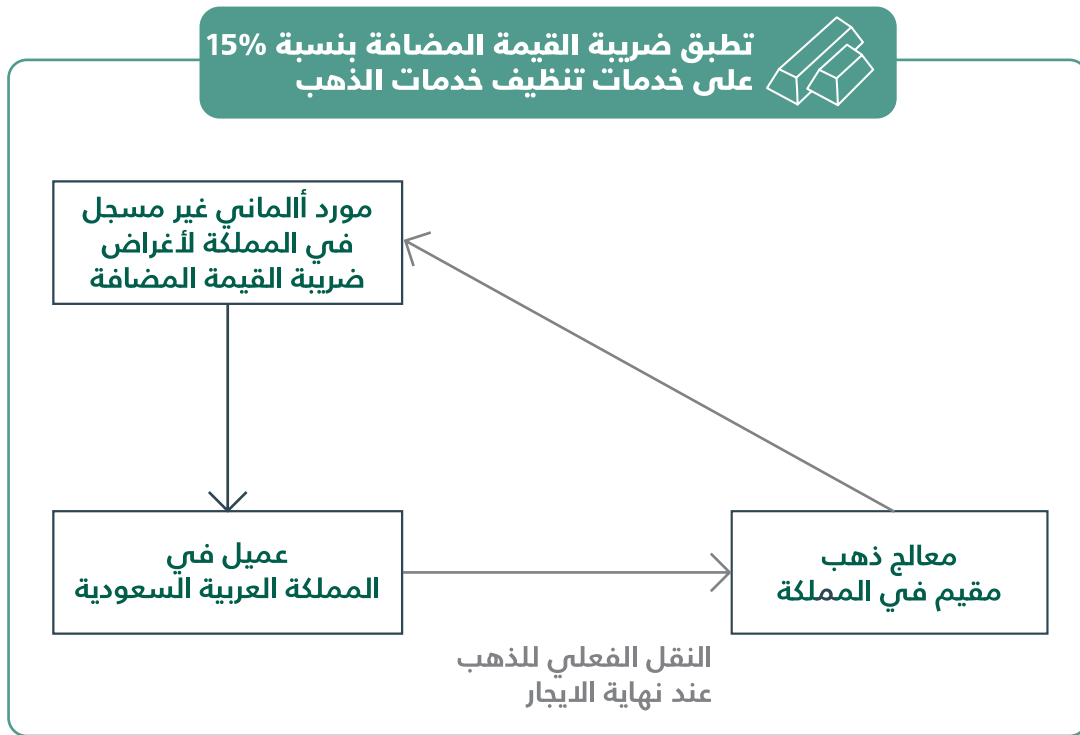 تطبق ضريبة القيمة المضافة بنسبة 15%
على خدمات تنظيف خدمات الذهب
مورد أالماني غير مسجل
في المملكة لأغراض
ضريبة القيمة المضافة
عميل في
المملكة العربية السعودية
معالج ذهب
مقيم في المملكة
النقل الفعلي للذهب
عند نهاية الايجار